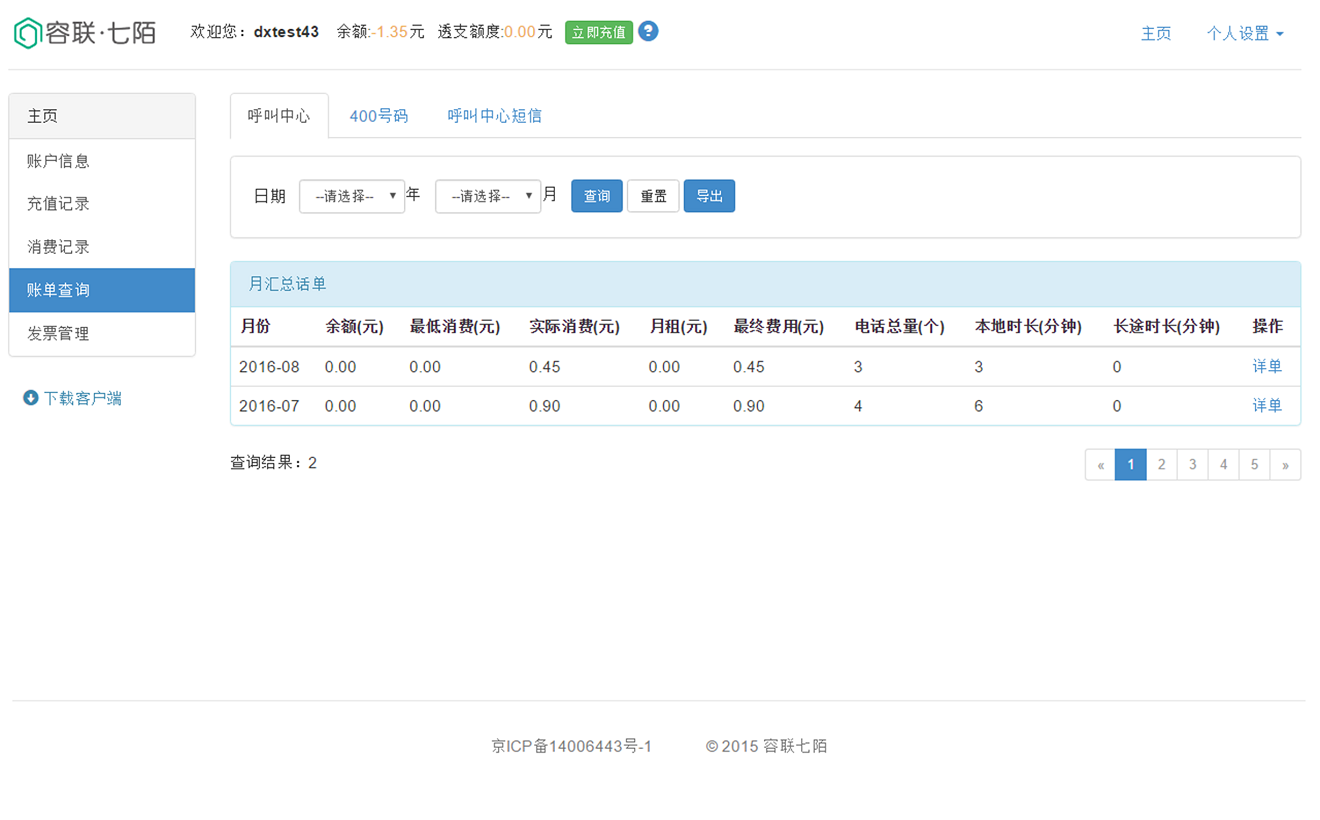 容联·七陌 欢迎您：dxtest43 余额:-1.35元 透支额度:0.00元 立即充值 ? 主页 个人设置
主页
账户信息
充值记录
消费记录
账单查询
发票管理
下载客户端
呼叫中心 400号码 呼叫中心短信
日期 --请选择-- 年 --请选择-- 月 查询 重置 导出
月汇总话单
月份 余额(元) 最低消费(元) 实际消费(元) 月租(元) 最终费用(元) 电话总量(个) 本地时长(分钟) 长途时长(分钟) 操作
2016-08 0.00 0.00 0.45 0.00 0.45 3 3 0 详单
2016-07 0.00 0.00 0.90 0.00 0.90 4 6 0 详单
查询结果：2 « 1 2 3 4 5 »
京ICP备14006443号-1 © 2015 容联七陌